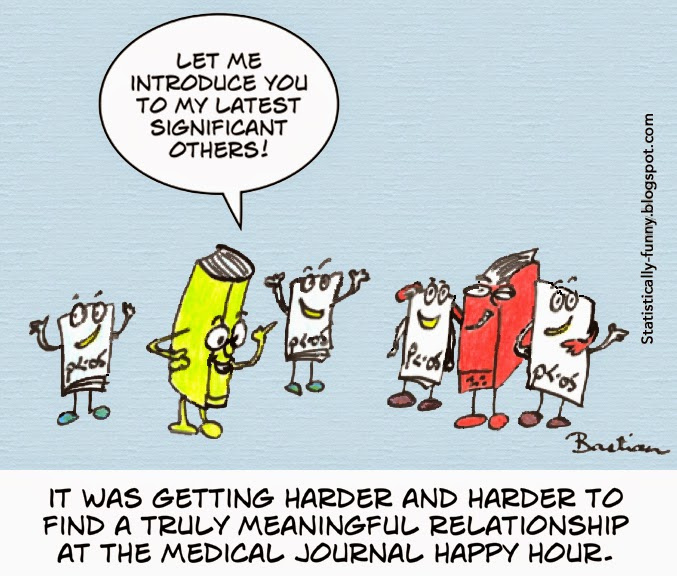 LET ME
INTRODUCE YOU
TO MY LATEST
SIGNIFICANT
OTHERS!
Statistically-funny.blogspot.com
p<.05
p<.05
p<.05
p<.05
Bastian
IT WAS GETTING HARDER AND HARDER TO
FIND A TRULY MEANINGFUL RELATIONSHIP
AT THE MEDICAL JOURNAL HAPPY HOUR.